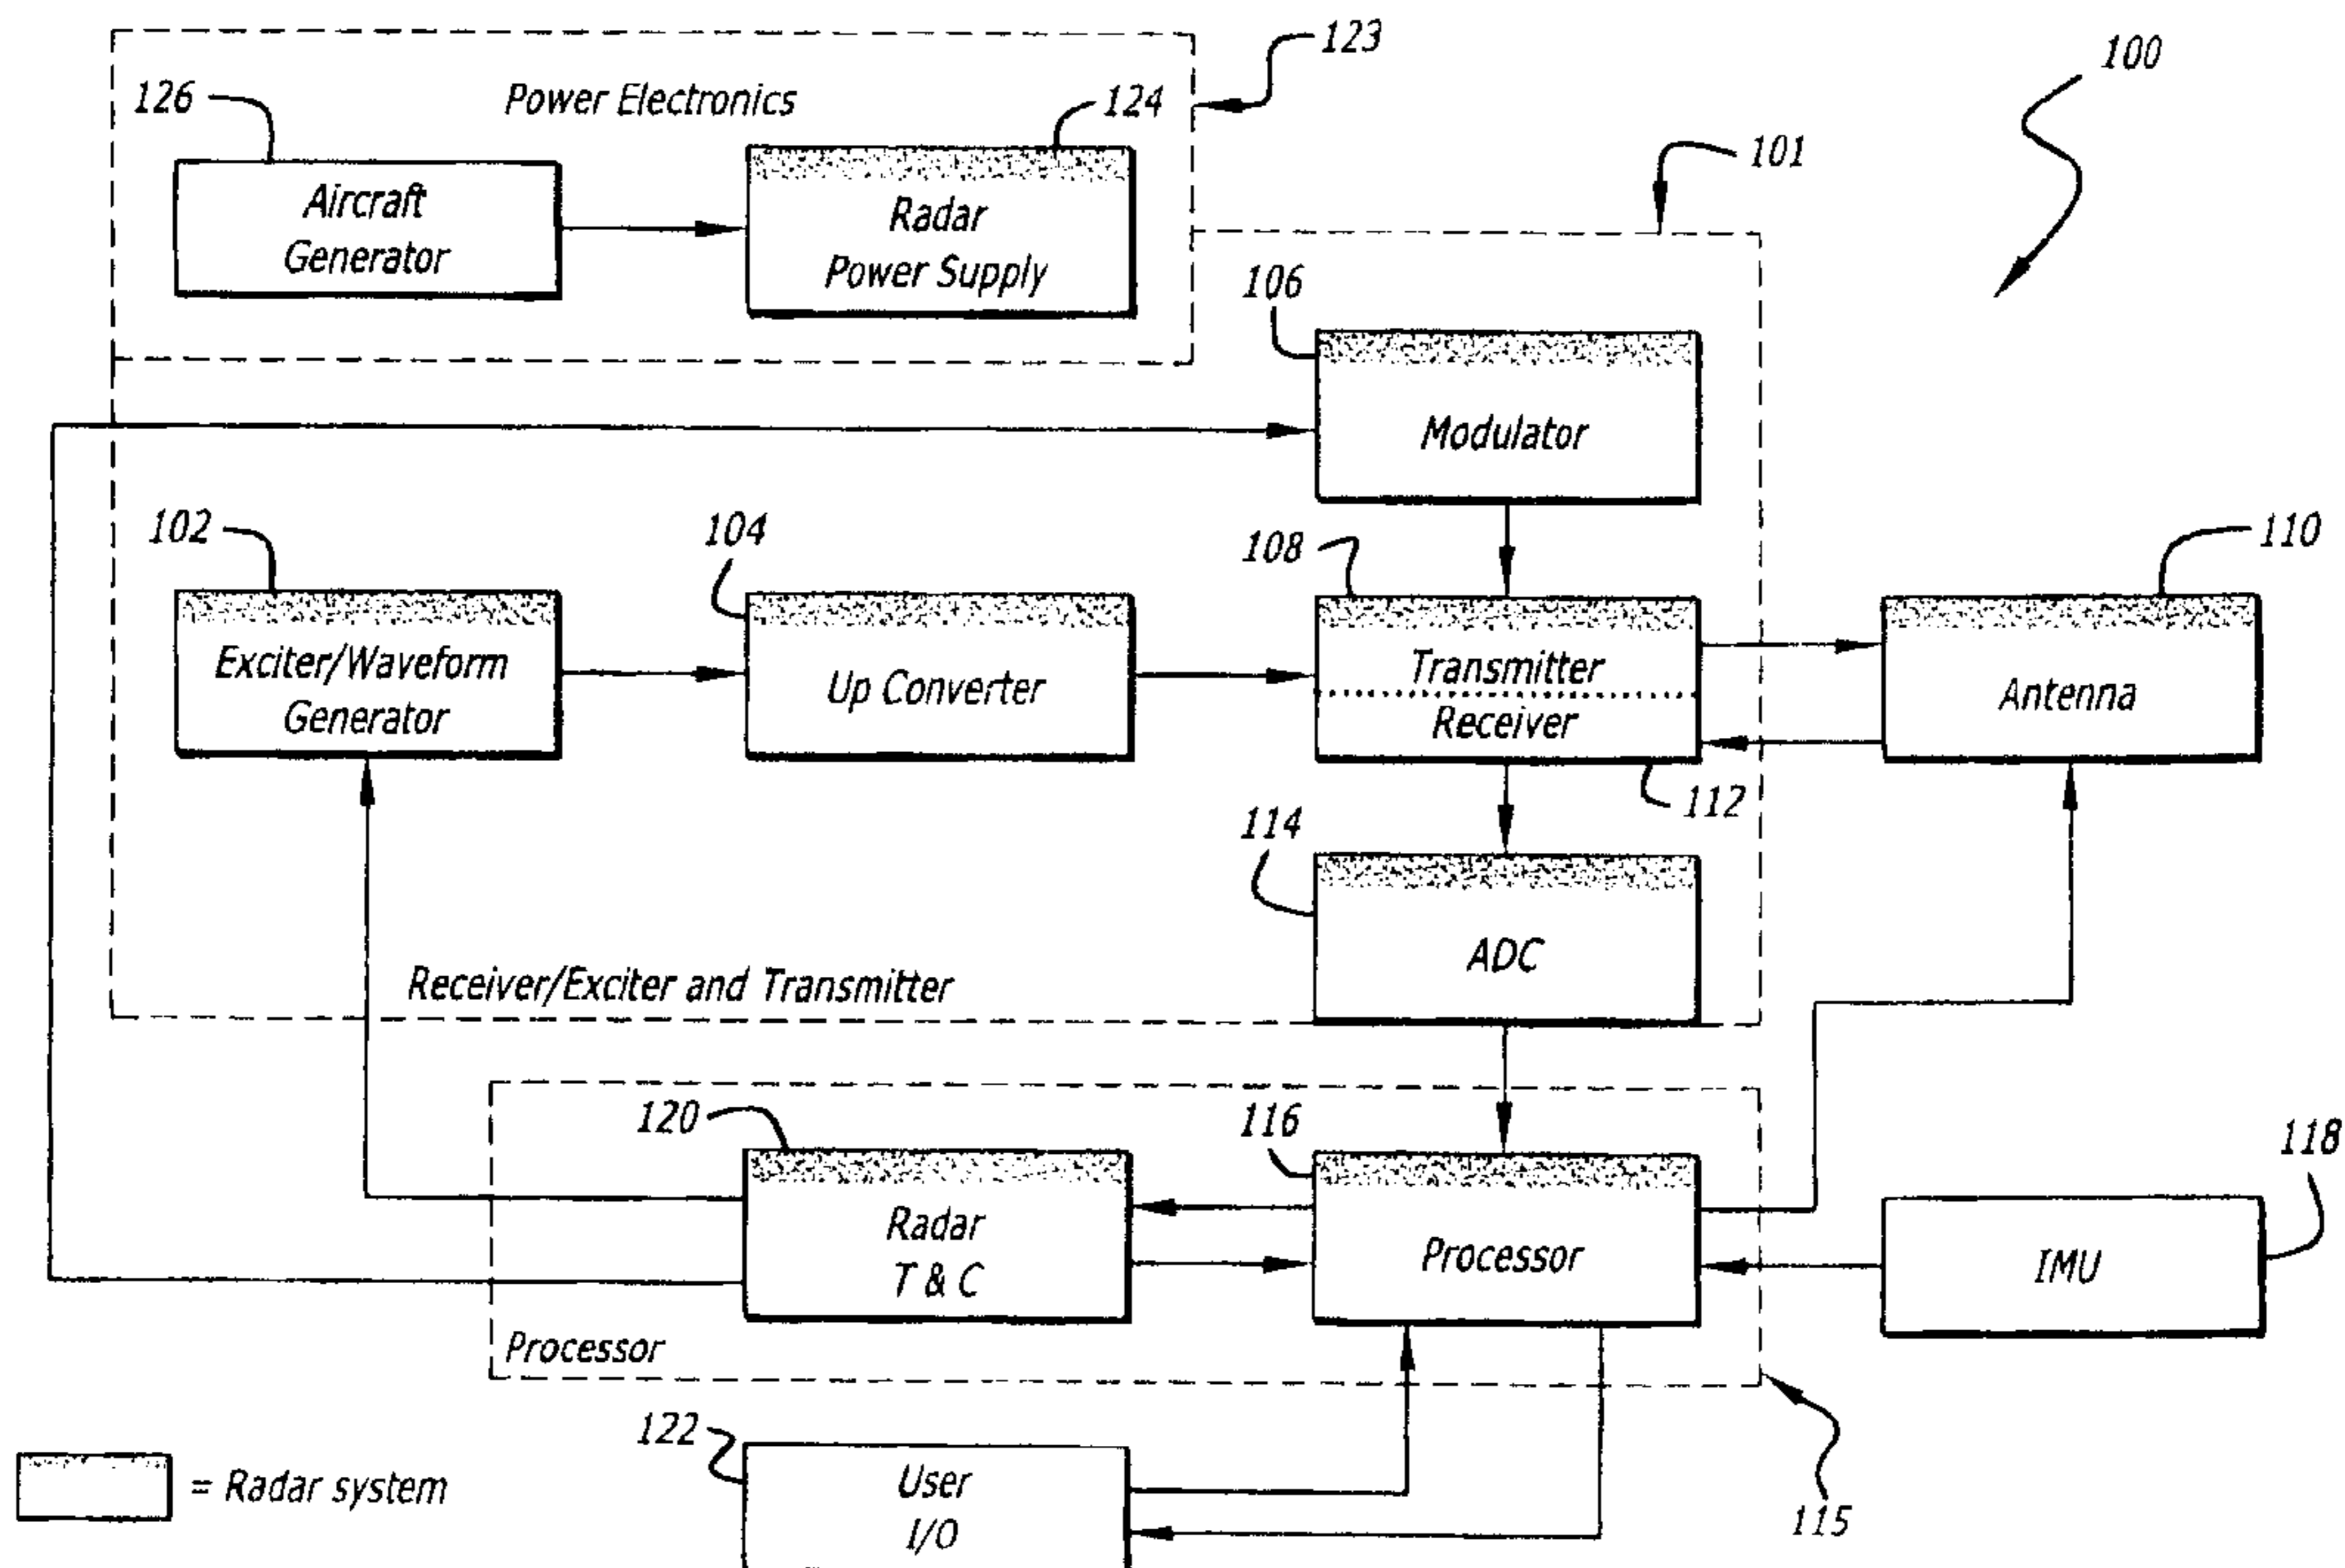 123
100
126
Power Electronics
124
101
Aircraft
Generator
Radar
Power Supply
106
Modulator
102
104
108
110
Exciter/Waveform
Generator
Up Converter
Transmitter
Receiver
Antenna
112
114
ADC
Receiver/Exciter and Transmitter
120
116
118
Radar
T & C
Processor
IMU
Processor
122
User
I/O
= Radar system
115